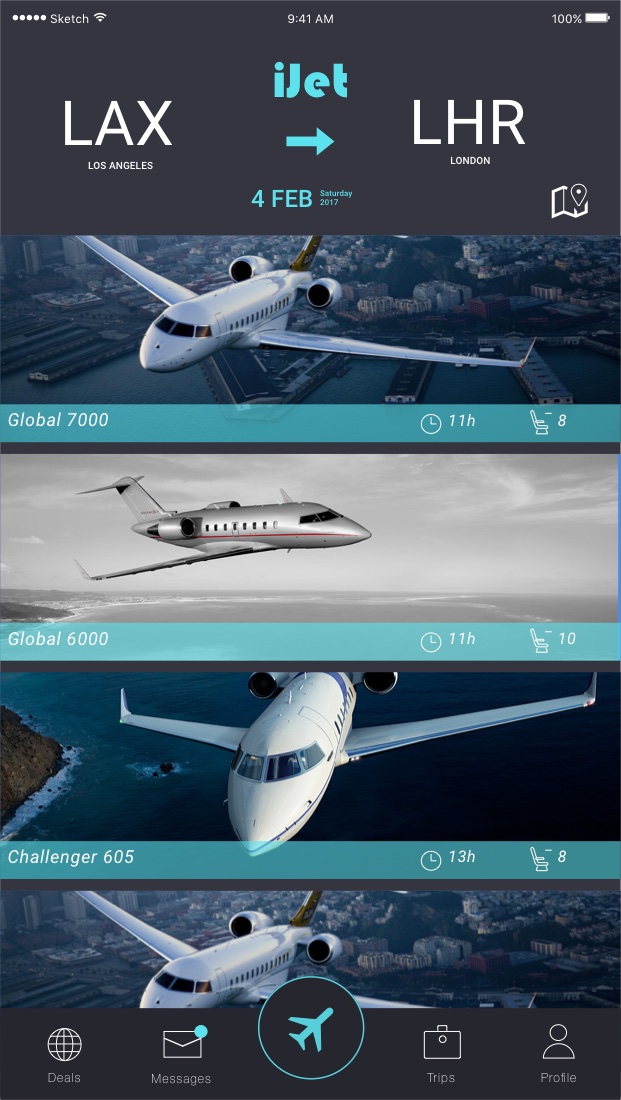 Sketch 9:41 AM 100%
iJet
LAX LHR
LOS ANGELES LONDON
4 FEB Saturday
2017
Global 7000 11h 8
Global 6000 11h 10
Challenger 605 13h 8
Deals Messages Trips Profile